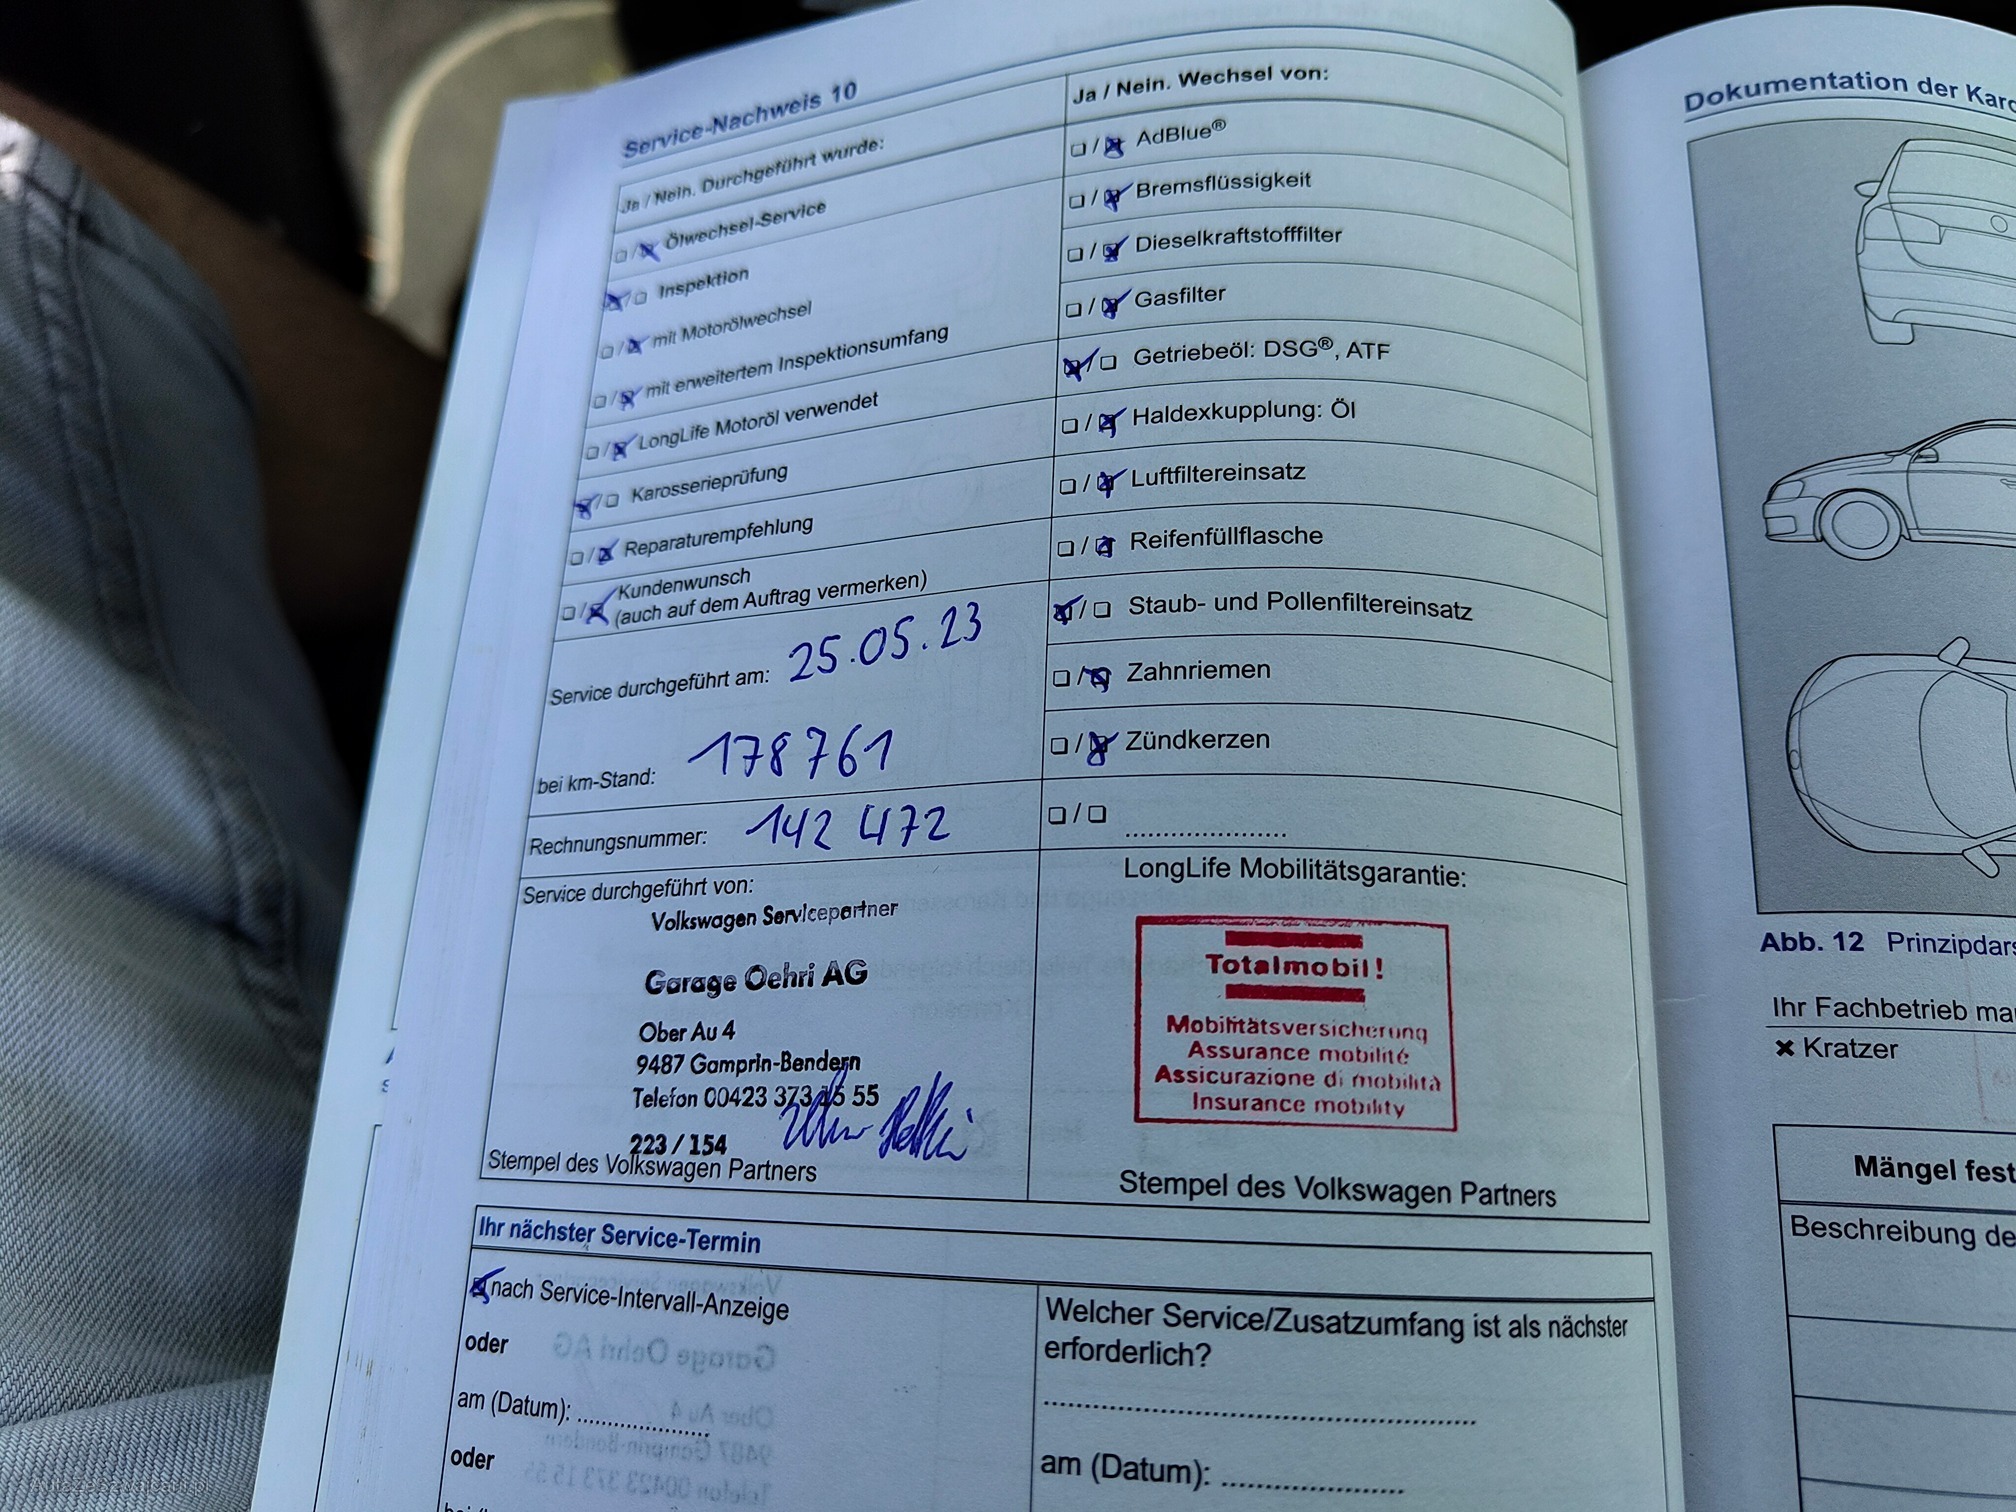 Service-Nachweis 10
Ja / Nein. Durchgeführt wurde:
Ölwechsel-Service
Inspektion
mit Motorölwechsel
mit erweitertem Inspektionsumfang
LongLife Motoröl verwendet
Karosserieprüfung
Reparaturempfehlung
Kundenwunsch
(auch auf dem Auftrag vermerken)
Service durchgeführt am: 25.05.23
bei km-Stand: 178761
Rechnungsnummer: 142 472
Service durchgeführt von:
Volkswagen Servicepartner
Garage Oehri AG
Ober Au 4
9487 Gamprin-Bendern
Telefon 00423 373 15 55
223 / 154
Stempel des Volkswagen Partners
Ja / Nein. Wechsel von:
AdBlue®
Bremsflüssigkeit
Dieselkraftstofffilter
Gasfilter
Getriebeöl: DSG®, ATF
Haldexkupplung: Öl
Luftfiltereinsatz
Reifenfüllflasche
Staub- und Pollenfiltereinsatz
Zahnriemen
Zündkerzen
LongLife Mobilitätsgarantie:
Totalmobil!
Mobilitätsversicherung
Assurance mobilité
Assicurazione di mobilità
Insurance mobility
Stempel des Volkswagen Partners
Ihr nächster Service-Termin
nach Service-Intervall-Anzeige
oder
am (Datum):
oder
Welcher Service/Zusatzumfang ist als nächster
erforderlich?
am (Datum):
Dokumentation der
Abb. 12
Ihr Fachbetrieb
Kratzer
Mängel
Beschreibung